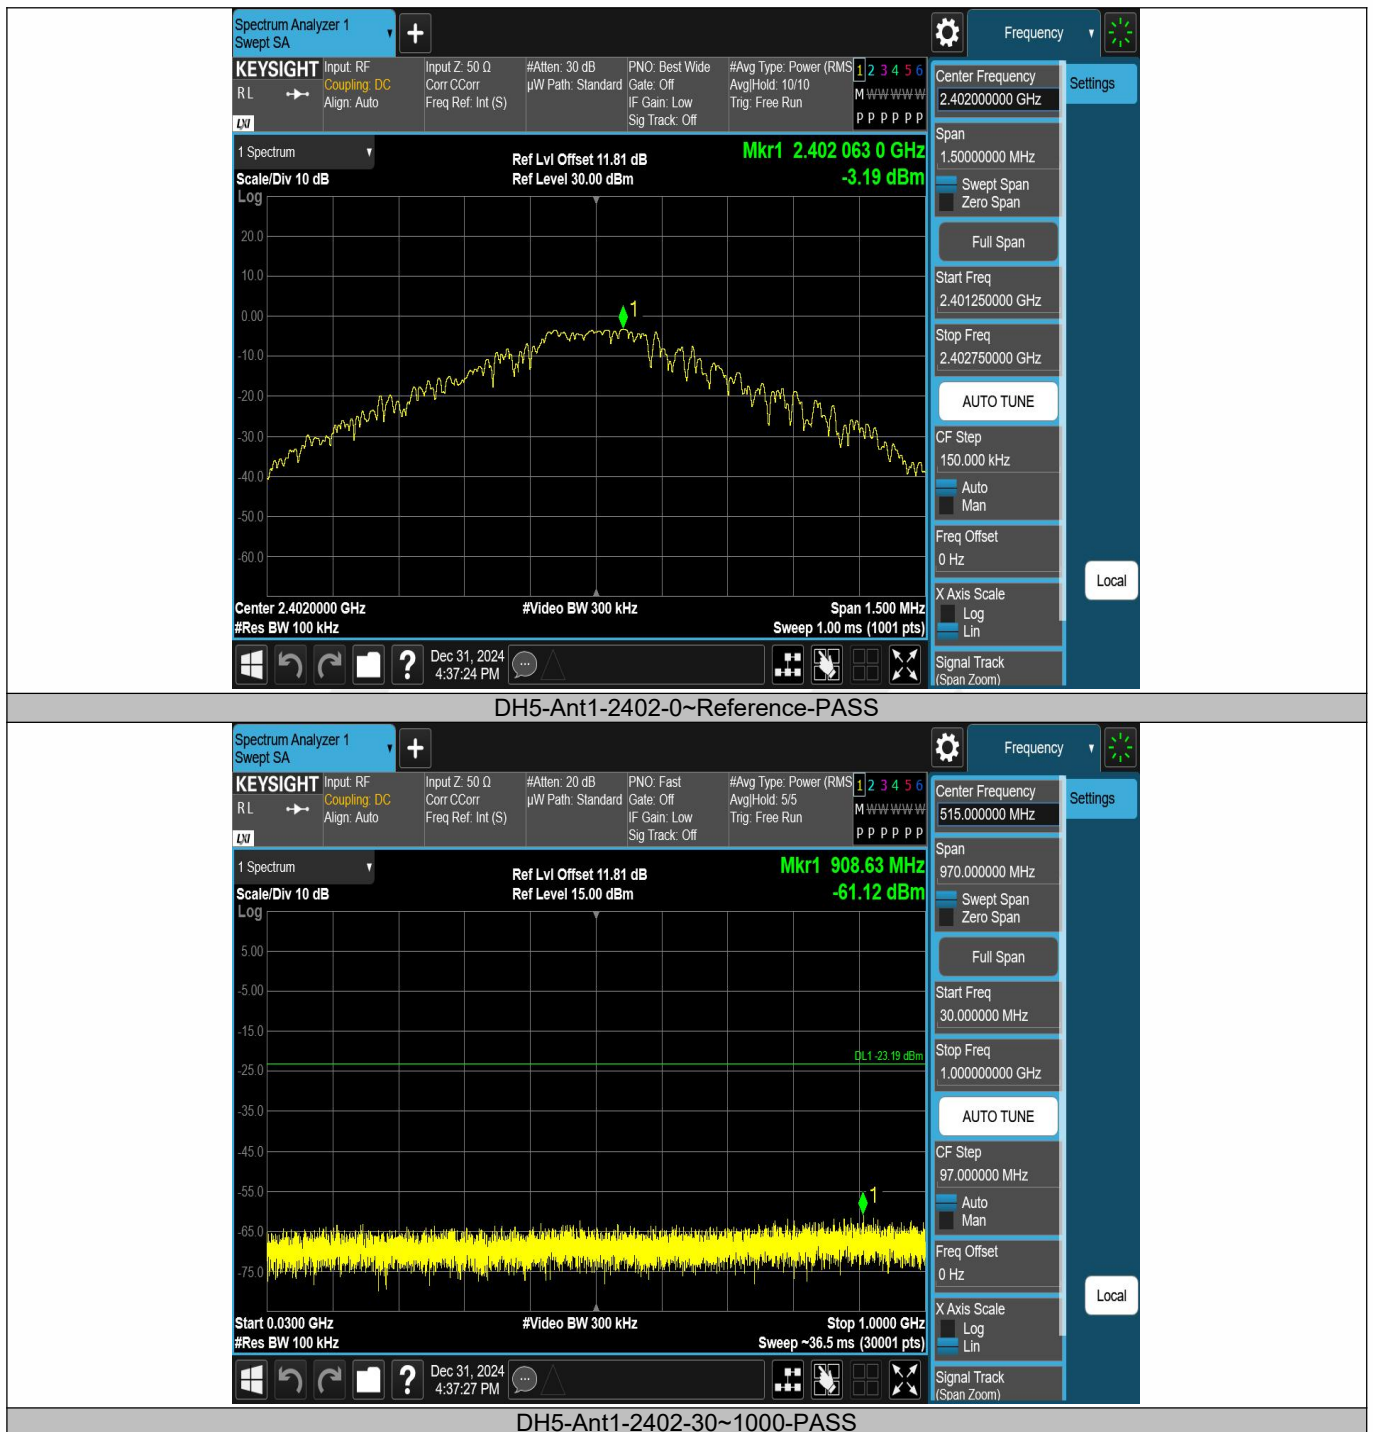 Spectrum Analyzer 1
Swept SA
+
Frequency
KEYSIGHT
R L
LXI
Input: RF
Coupling: DC
Align: Auto
Input Z: 50 Ω
Corr CCorr
Freq Ref: Int (S)
#Atten: 30 dB
µW Path: Standard
PNO: Best Wide
Gate: Off
IF Gain: Low
Sig Track: Off
#Avg Type: Power (RMS
Avg|Hold: 10/10
Trig: Free Run
1 2 3 4 5 6
M W W W W W
P P P P P P
1 Spectrum
Scale/Div 10 dB
Log
Ref Lvl Offset 11.81 dB
Ref Level 30.00 dBm
Mkr1 2.402 063 0 GHz
-3.19 dBm
20.0
10.0
0.00
-10.0
-20.0
-30.0
-40.0
-50.0
-60.0
1
Center 2.4020000 GHz
#Res BW 100 kHz
#Video BW 300 kHz
Span 1.500 MHz
Sweep 1.00 ms (1001 pts)
Dec 31, 2024
4:37:24 PM
Center Frequency
2.402000000 GHz
Settings
Span
1.50000000 MHz
Swept Span
Zero Span
Full Span
Start Freq
2.401250000 GHz
Stop Freq
2.402750000 GHz
AUTO TUNE
CF Step
150.000 kHz
Auto
Man
Freq Offset
0 Hz
Local
X Axis Scale
Log
Lin
Signal Track
(Span Zoom)
DH5-Ant1-2402-0~Reference-PASS
Spectrum Analyzer 1
Swept SA
+
Frequency
KEYSIGHT
R L
LXI
Input: RF
Coupling: DC
Align: Auto
Input Z: 50 Ω
Corr CCorr
Freq Ref: Int (S)
#Atten: 20 dB
µW Path: Standard
PNO: Fast
Gate: Off
IF Gain: Low
Sig Track: Off
#Avg Type: Power (RMS
Avg|Hold: 5/5
Trig: Free Run
1 2 3 4 5 6
M W W W W W
P P P P P P
1 Spectrum
Scale/Div 10 dB
Log
Ref Lvl Offset 11.81 dB
Ref Level 15.00 dBm
Mkr1 908.63 MHz
-61.12 dBm
5.00
-5.00
-15.0
-25.0
-35.0
-45.0
-55.0
-65.0
-75.0
DL1 -23.19 dBm
1
Start 0.0300 GHz
#Res BW 100 kHz
#Video BW 300 kHz
Stop 1.0000 GHz
Sweep ~36.5 ms (30001 pts)
Dec 31, 2024
4:37:27 PM
Center Frequency
515.000000 MHz
Settings
Span
970.000000 MHz
Swept Span
Zero Span
Full Span
Start Freq
30.000000 MHz
Stop Freq
1.000000000 GHz
AUTO TUNE
CF Step
97.000000 MHz
Auto
Man
Freq Offset
0 Hz
Local
X Axis Scale
Log
Lin
Signal Track
(Span Zoom)
DH5-Ant1-2402-30~1000-PASS